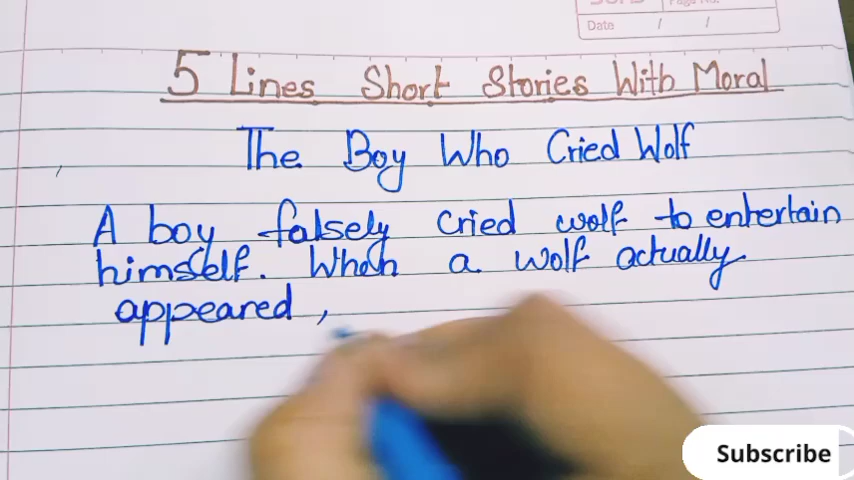 Date / /
5 Lines Short Stories With Moral
The Boy Who Cried Wolf
A boy falsely cried wolf to entertain
himself. When a wolf actually
appeared,
Subscribe